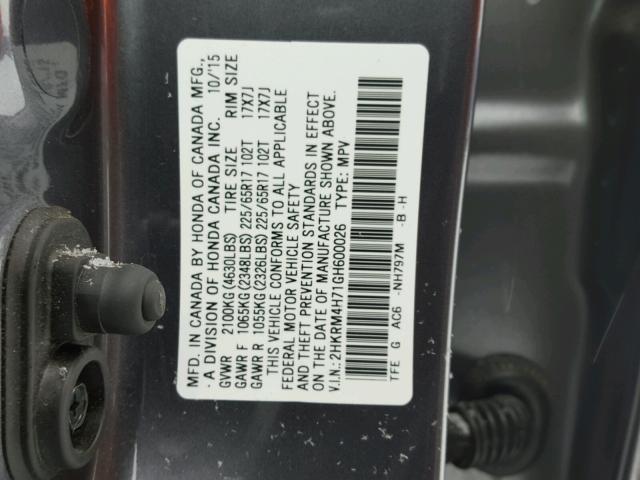 MFD. IN CANADA BY HONDA OF CANADA MFG.,
· A DIVISION OF HONDA CANADA INC. 10/15
GVWR 2100KG(4630LBS) TIRE SIZE RIM SIZE
GAWR F 1065KG(2348LBS) 225/65R17 102T 17X7J
GAWR R 1055KG(2326LBS) 225/65R17 102T 17X7J
THIS VEHICLE CONFORMS TO ALL APPLICABLE
FEDERAL MOTOR VEHICLE SAFETY
AND THEFT PREVENTION STANDARDS IN EFFECT
ON THE DATE OF MANUFACTURE SHOWN ABOVE.
V.I.N.:2HKRM4H71GH600026 TYPE: MPV
TFE G AC6 -NH797M -B -H